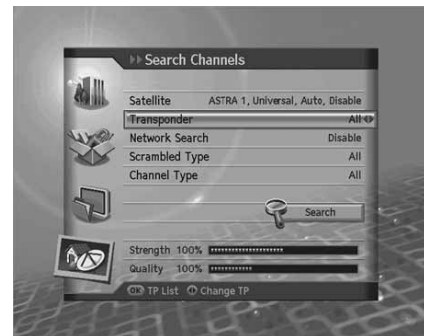 Search Channels
Satellite ASTRA 1, Universal, Auto, Disable
Transponder All
Network Search Disable
Scrambled Type All
Channel Type All
Search
Strength 100%
Quality 100%
OK TP List Change TP